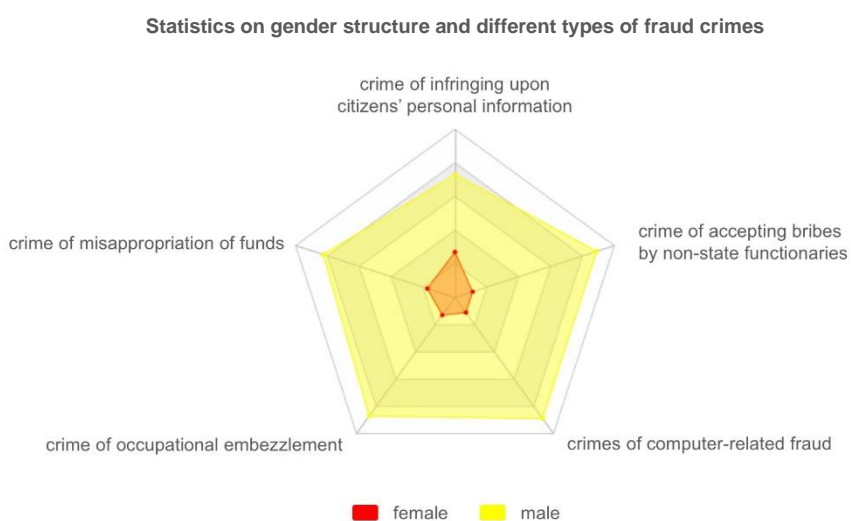 Statistics on gender structure and different types of fraud crimes
crime of infringing upon
citizens’ personal information
crime of accepting bribes
by non-state functionaries
crime of misappropriation of funds
crime of occupational embezzlement
crimes of computer-related fraud
female
male